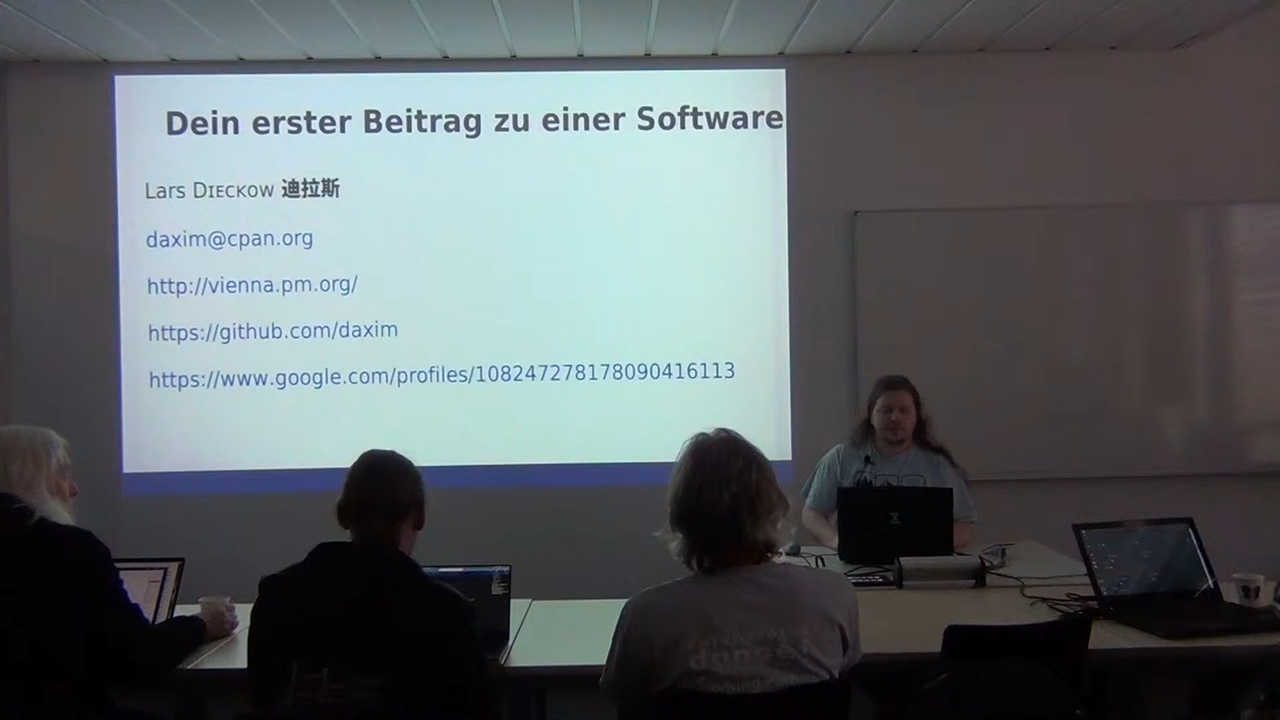 Dein erster Beitrag zu einer Software
Lars Dɪᴇᴄᴋᴏᴡ 迪拉斯
daxim@cpan.org
http://vienna.pm.org/
https://github.com/daxim
https://www.google.com/profiles/108247278178090416113